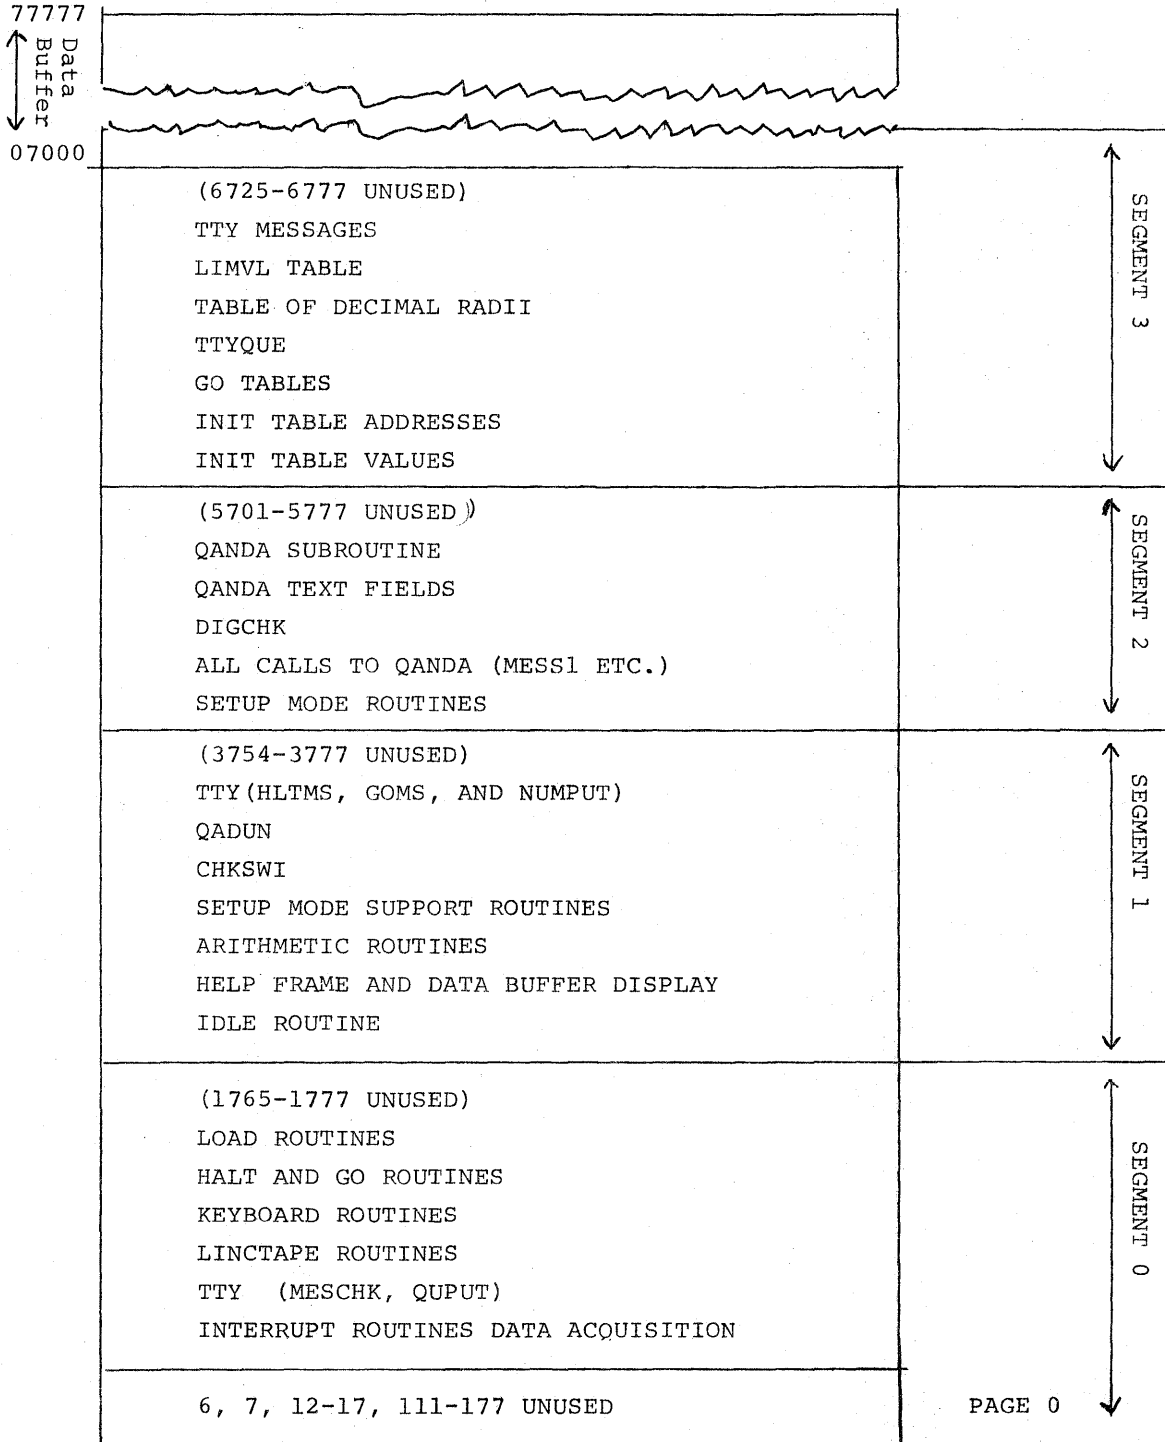 77777
Data
Buffer
07000
(6725-6777 UNUSED)
TTY MESSAGES
LIMVL TABLE
TABLE OF DECIMAL RADII
TTYQUE
GO TABLES
INIT TABLE ADDRESSES
INIT TABLE VALUES
SEGMENT 3
(5701-5777 UNUSED)
QANDA SUBROUTINE
QANDA TEXT FIELDS
DIGCHK
ALL CALLS TO QANDA (MESS1 ETC.)
SETUP MODE ROUTINES
SEGMENT 2
(3754-3777 UNUSED)
TTY(HLTMS, GOMS, AND NUMPUT)
QADUN
CHKSWI
SETUP MODE SUPPORT ROUTINES
ARITHMETIC ROUTINES
HELP FRAME AND DATA BUFFER DISPLAY
IDLE ROUTINE
SEGMENT 1
(1765-1777 UNUSED)
LOAD ROUTINES
HALT AND GO ROUTINES
KEYBOARD ROUTINES
LINCTAPE ROUTINES
TTY (MESCHK, QUPUT)
INTERRUPT ROUTINES DATA ACQUISITION
SEGMENT 0
6, 7, 12-17, 111-177 UNUSED
PAGE 0